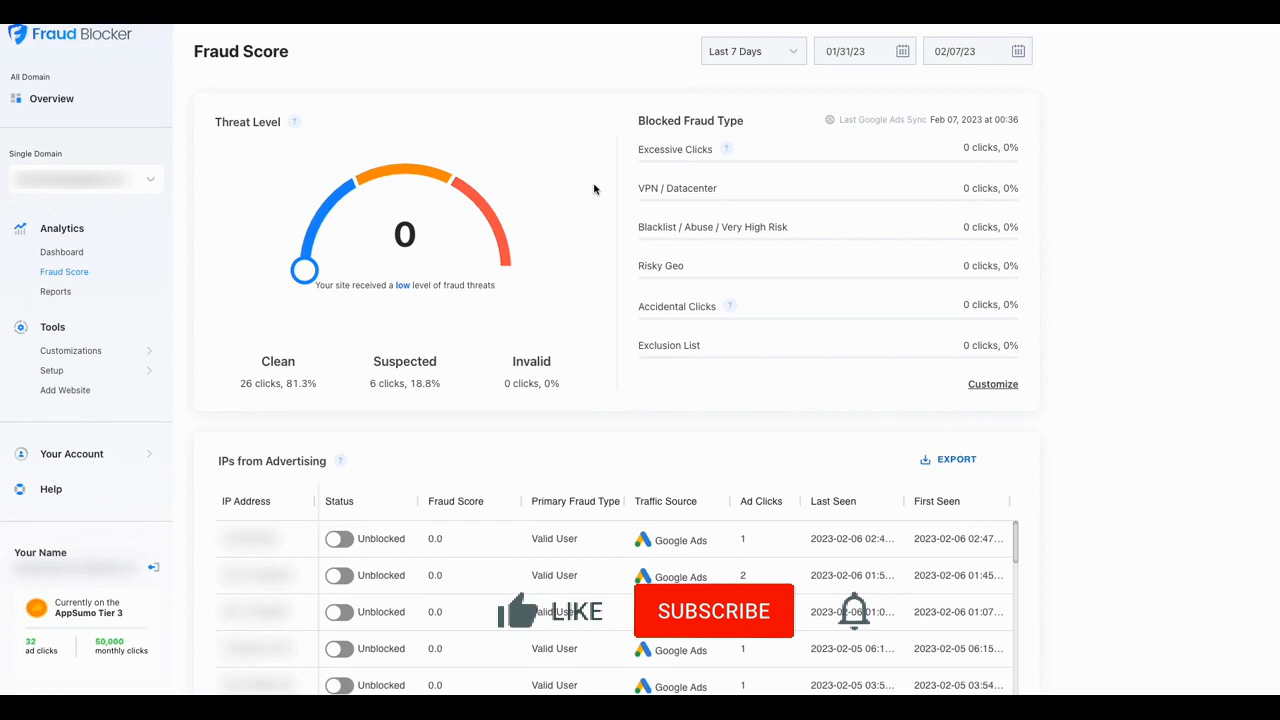 Fraud Blocker
All Domain
Overview
Single Domain
Analytics
Dashboard
Fraud Score
Reports
Tools
Customizations
Setup
Add Website
Your Account
Help
Your Name
Currently on the
AppSumo Tier 3
32
ad clicks
50,000
monthly clicks
Fraud Score
Last 7 Days
01/31/23
02/07/23
Threat Level ?
0
Your site received a low level of fraud threats
Clean
26 clicks, 81.3%
Suspected
6 clicks, 18.8%
Invalid
0 clicks, 0%
Blocked Fraud Type
Last Google Ads Sync Feb 07, 2023 at 00:36
Excessive Clicks ? 0 clicks, 0%
VPN / Datacenter 0 clicks, 0%
Blacklist / Abuse / Very High Risk 0 clicks, 0%
Risky Geo 0 clicks, 0%
Accidental Clicks ? 0 clicks, 0%
Exclusion List 0 clicks, 0%
Customize
IPs from Advertising ?
EXPORT
IP Address Status Fraud Score Primary Fraud Type Traffic Source Ad Clicks Last Seen First Seen
Unblocked 0.0 Valid User Google Ads 1 2023-02-06 02:4... 2023-02-06 02:47...
Unblocked 0.0 Valid User Google Ads 2 2023-02-06 01:5... 2023-02-06 01:45...
Unblocked 0.0 Valid User 2023-02-06 01:0... 2023-02-06 01:07...
LIKE
SUBSCRIBE
Unblocked 0.0 Valid User Google Ads 1 2023-02-05 06:1... 2023-02-05 06:15...
Unblocked 0.0 Valid User Google Ads 1 2023-02-05 03:5... 2023-02-05 03:54...